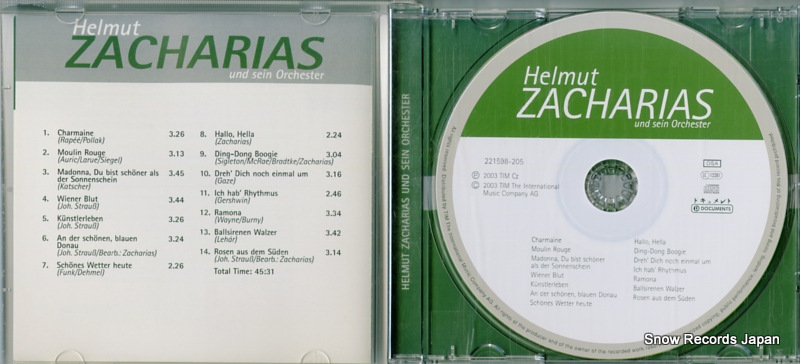 Helmut
ZACHARIAS
und sein Orchester
1. Charmaine 3.26
(Rapée/Pollak)
2. Moulin Rouge 3.13
(Auric/Larue/Siegel)
3. Madonna, Du bist schöner als 3.45
der Sonnenschein
(Katscher)
4. Wiener Blut 3.44
(Joh. Strauß)
5. Künstlerleben 3.26
(Joh. Strauß)
6. An der schönen, blauen 3.24
Donau
(Joh. Strauß/Bearb.: Zacharias)
7. Schönes Wetter heute 2.26
(Funk/Dehmel)
8. Hallo, Hella 2.24
(Zacharias)
9. Ding-Dong Boogie 3.04
(Sigleton/McRae/Bradtke/Zacharias)
10. Dreh' Dich noch einmal um 3.16
(Gaze)
11. Ich hab' Rhythmus 2.46
(Gershwin)
12. Ramona 3.34
(Wayne/Burny)
13. Ballsirenen Walzer 3.42
(Lehár)
14. Rosen aus dem Süden 3.14
(Joh. Strauß/Bearb.: Zacharias)
Total Time: 45:31
HELMUT ZACHARIAS UND SEIN ORCHESTER
Helmut
ZACHARIAS
und sein Orchester
221598-205
Ⓟ 2003 TIM Cz
© 2003 TIM The International
Music Company AG
OSA
ドキュメント
DOCUMENTS
Charmaine
Moulin Rouge
Madonna, Du bist schöner
als der Sonnenschein
Wiener Blut
Künstlerleben
An der schönen, blauen Donau
Schönes Wetter heute
Hallo, Hella
Ding-Dong Boogie
Dreh' Dich noch einmal um
Ich hab' Rhythmus
Ramona
Ballsirenen Walzer
Rosen aus dem Süden
Snow Records Japan